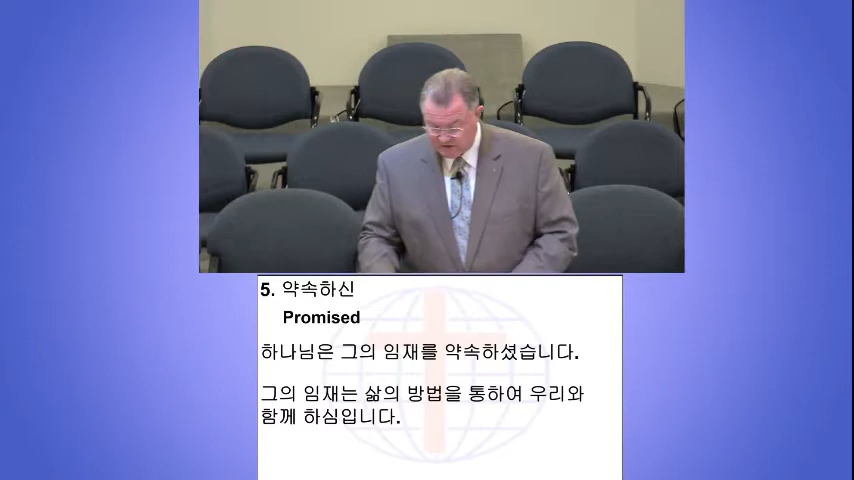 5. 약속하신
Promised
하나님은 그의 임재를 약속하셨습니다.
그의 임재는 삶의 방법을 통하여 우리와
함께 하심입니다.